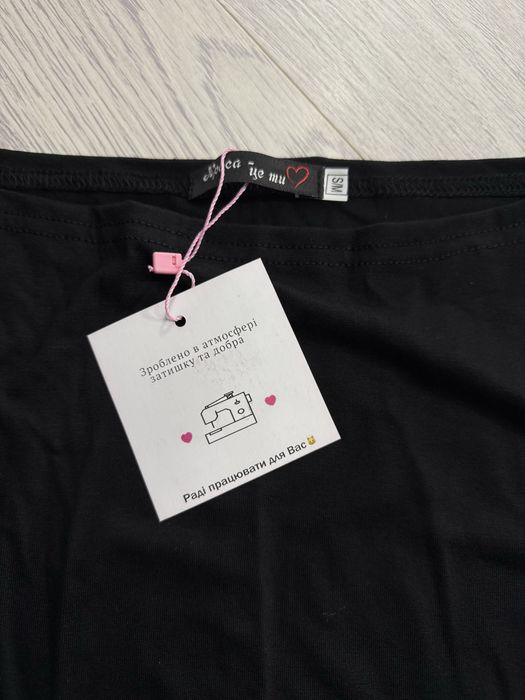 це ти
S/M
Зроблено в атмосфері
затишку та добра
Раді працювати для Вас